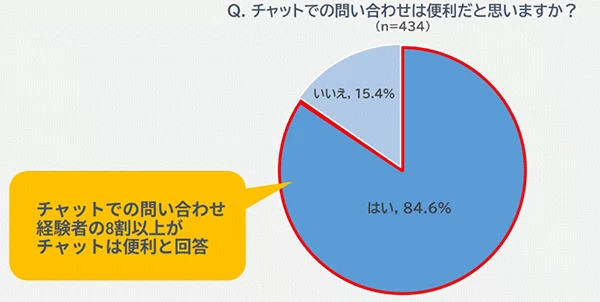 Q. チャットでの問い合わせは便利だと思いますか？
(n=434)
いいえ, 15.4%
はい, 84.6%
チャットでの問い合わせ
経験者の8割以上が
チャットは便利と回答